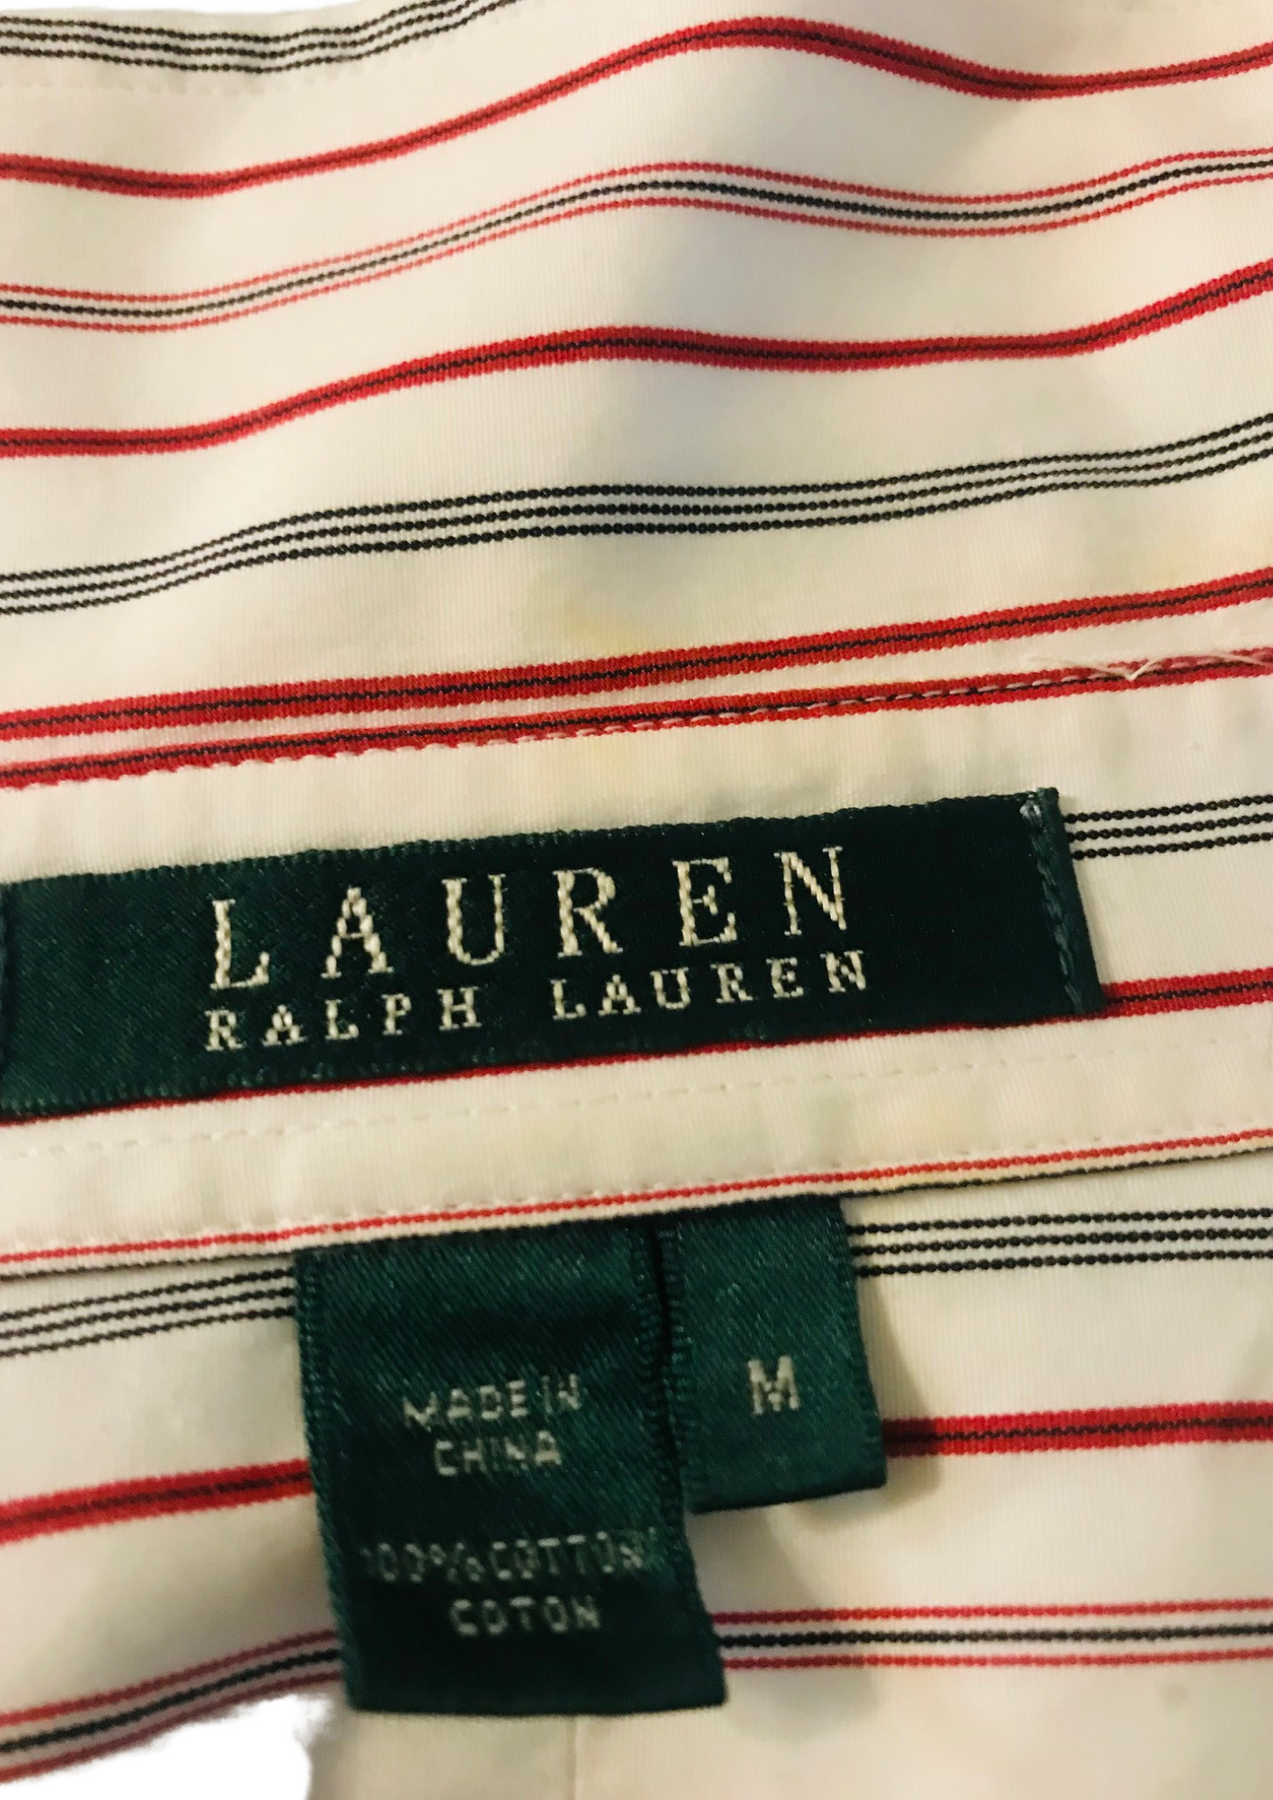 LAUREN
RALPH LAUREN
MADE IN
CHINA
100% COTTON
COTON
M